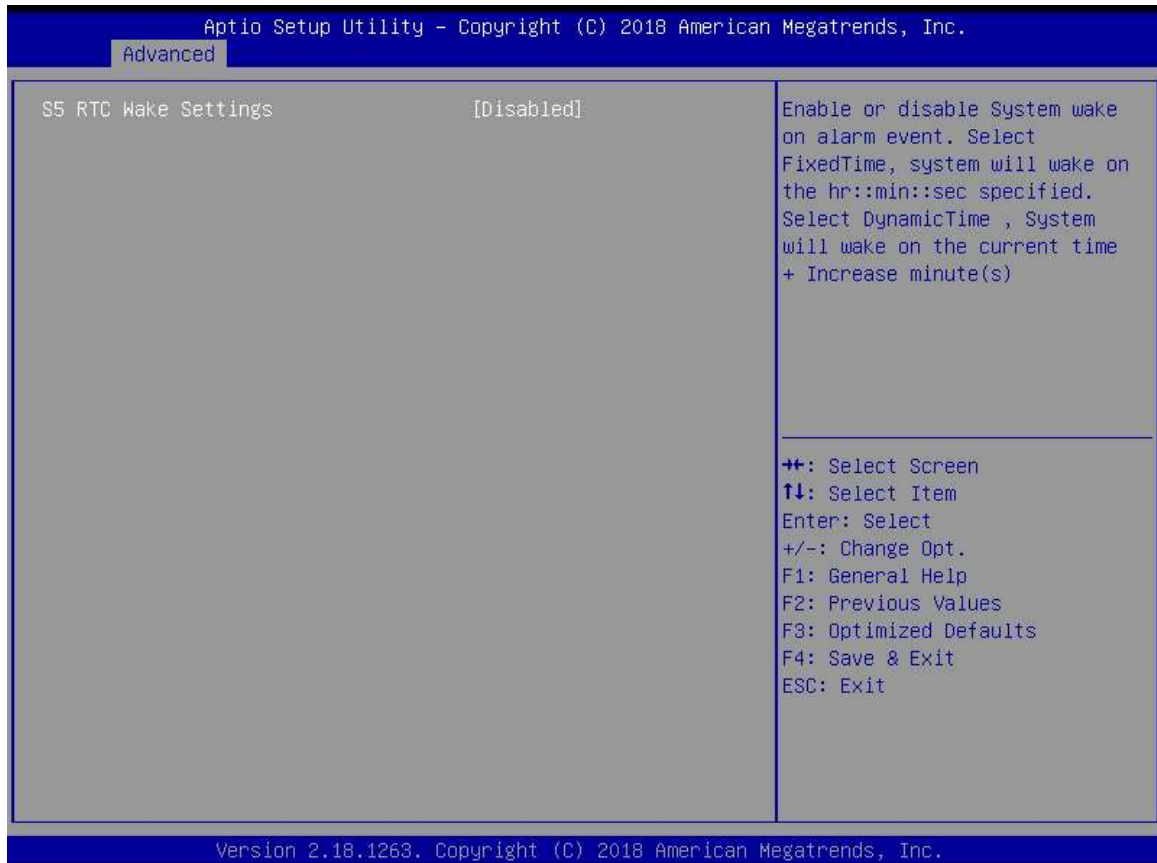 Aptio Setup Utility – Copyright (C) 2018 American Megatrends, Inc.
Advanced
S5 RTC Wake Settings [Disabled]
Enable or disable System wake
on alarm event. Select
FixedTime, system will wake on
the hr::min::sec specified.
Select DynamicTime , System
will wake on the current time
+ Increase minute(s)
→←: Select Screen
↑↓: Select Item
Enter: Select
+/-: Change Opt.
F1: General Help
F2: Previous Values
F3: Optimized Defaults
F4: Save & Exit
ESC: Exit
Version 2.18.1263. Copyright (C) 2018 American Megatrends, Inc.